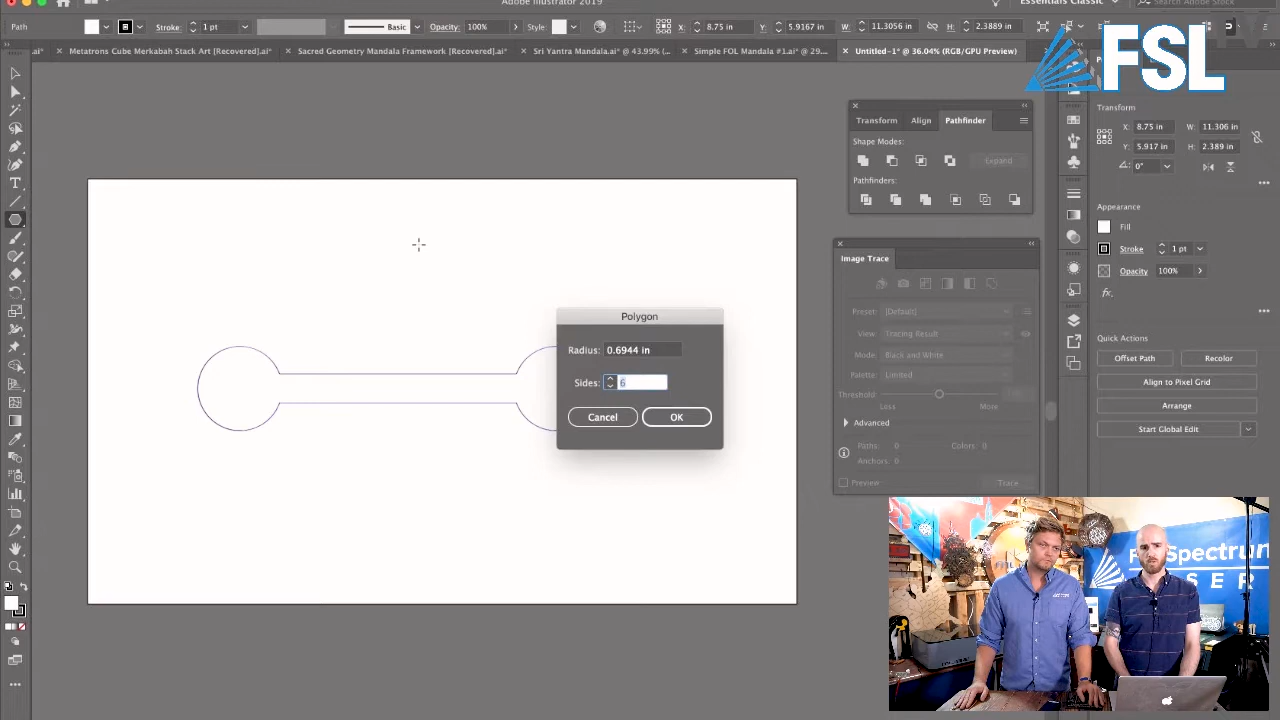 Adobe Illustrator 2019
Essentials Classic
Search Adobe Stock
Path
Stroke:
1 pt
Basic
Opacity:
100%
Style
X:
8.75 in
Y:
5.9167 in
W:
11.3056 in
H:
2.3889 in
.ai*
Metatrons Cube Merkabah Stack Art [Recovered].ai*
Sacred Geometry Mandala Framework [Recovered].ai*
Sri Yantra Mandala.ai* @ 43.99% (...
Simple FOL Mandala #1.ai* @ 29....
Untitled-1* @ 36.04% (RGB/GPU Preview)
FSL
Transform
Align
Pathfinder
Shape Modes:
Expand
Pathfinders:
Image Trace
Preset:
[Default]
View:
Tracing Result
Mode:
Black and White
Palette:
Limited
Threshold
Less
More
Advanced
Paths:
0
Colors:
0
Anchors:
0
Preview
Trace
Polygon
Radius:
0.6944 in
Sides:
6
Cancel
OK
Transform
X:
8.75 in
W:
11.306 in
Y:
5.917 in
H:
2.389 in
0°
Appearance
Fill
Stroke
1 pt
Opacity
100%
fx.
Quick Actions
Offset Path
Recolor
Align to Pixel Grid
Arrange
Start Global Edit
Spectrum
SER